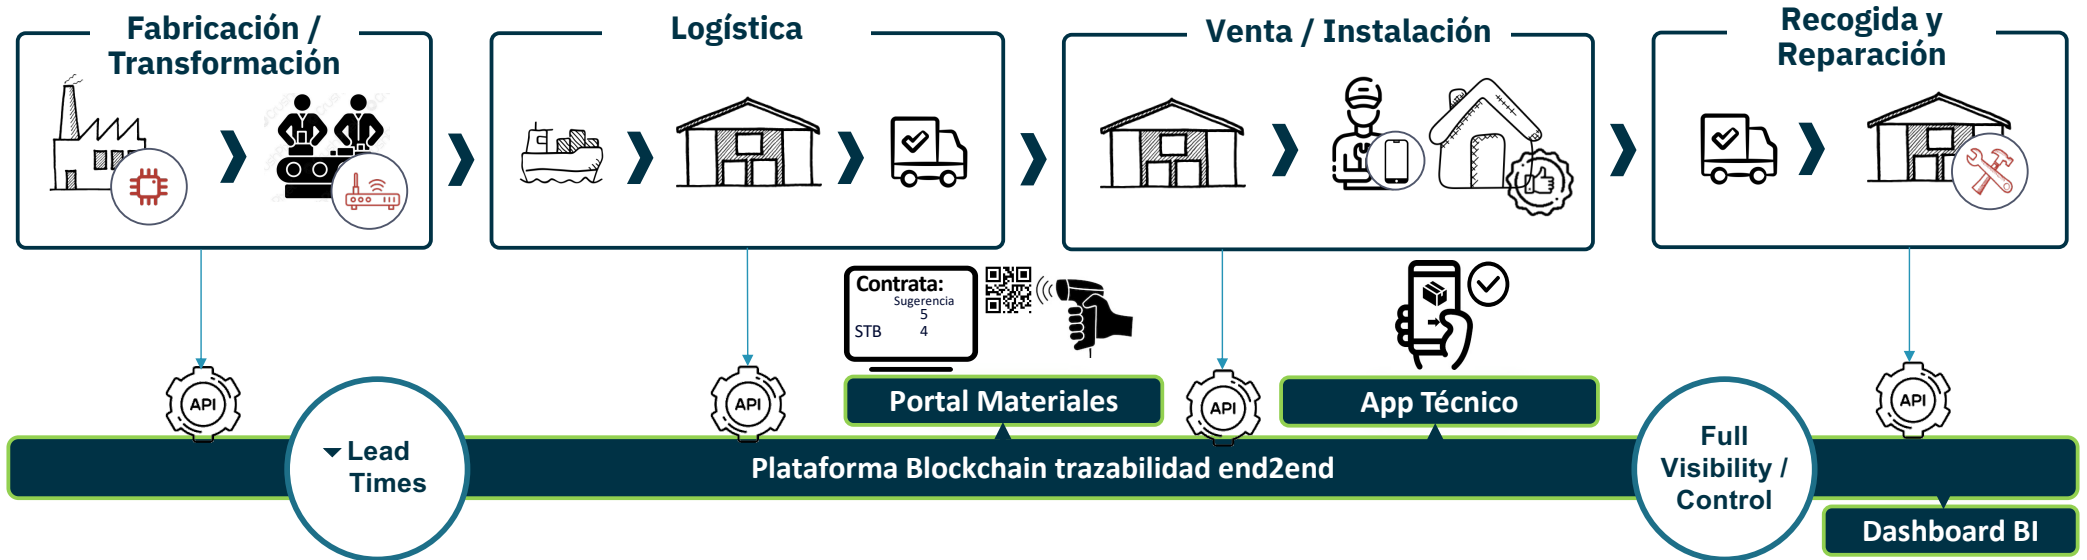 Fabricación /
Transformación
Logística
Venta / Instalación
Recogida y
Reparación
Contrata:
Sugerencia
5
STB 4
API
API
API
API
Portal Materiales
App Técnico
Lead
Times
Plataforma Blockchain trazabilidad end2end
Full
Visibility /
Control
Dashboard BI